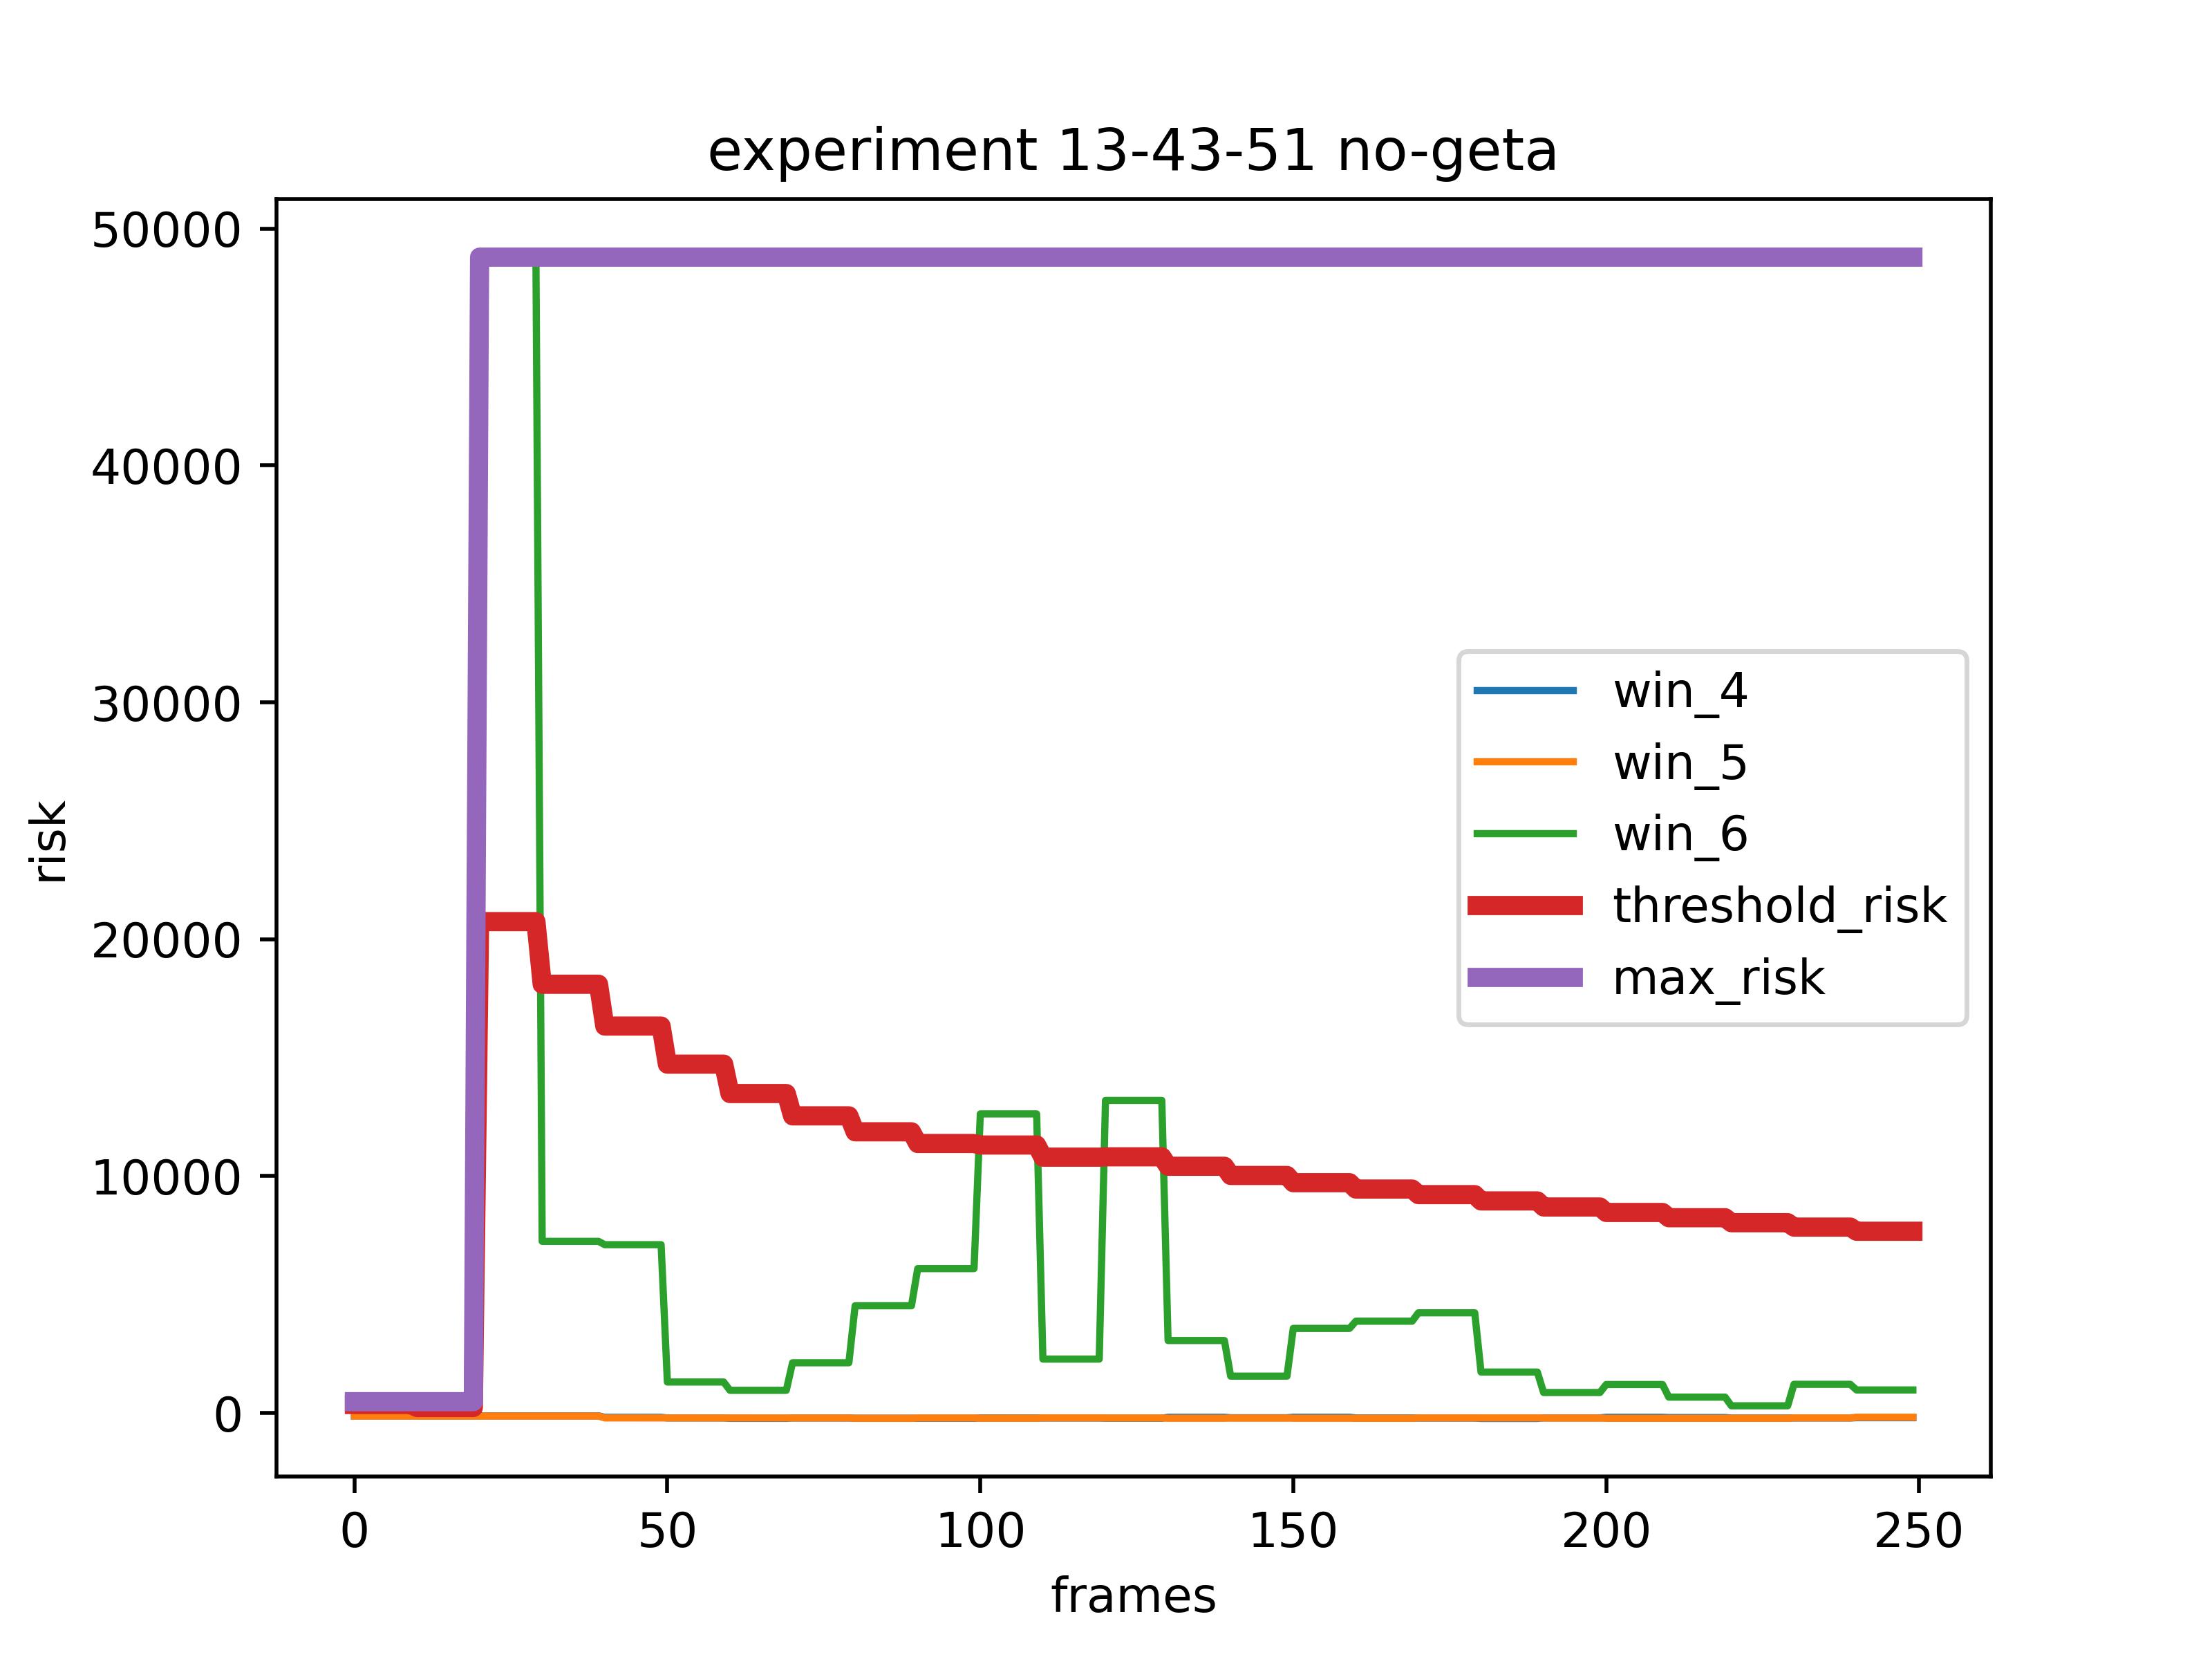 experiment 13-43-51 no-geta
50000
40000
30000
20000
10000
0
risk
win_4
win_5
win_6
threshold_risk
max_risk
0 50 100 150 200 250
frames